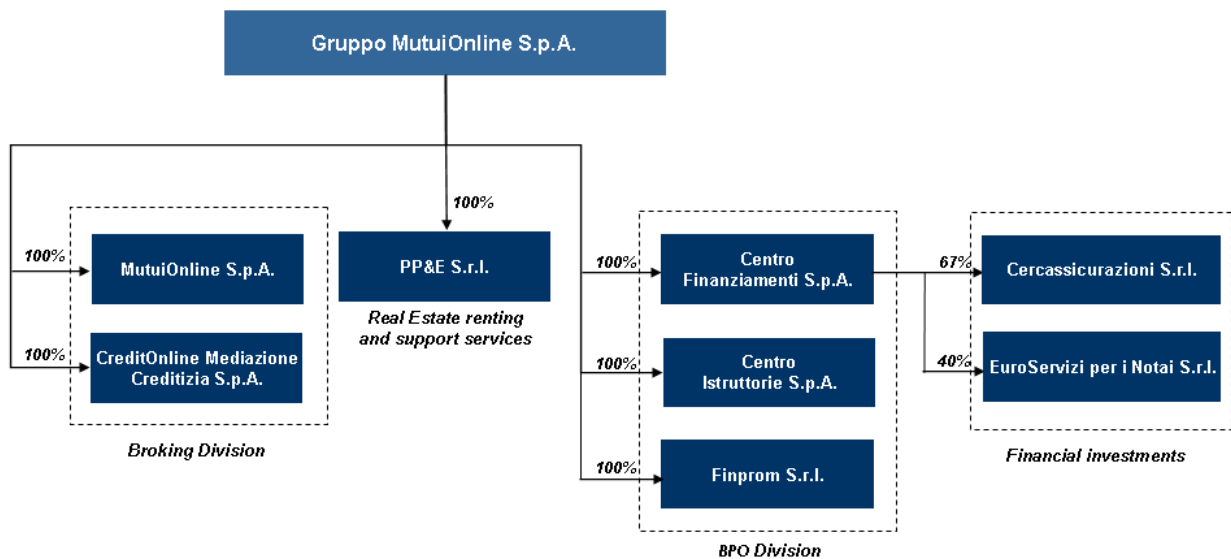 Gruppo MutuiOnline S.p.A.
100%
100%
MutuiOnline S.p.A.
100%
CreditOnline Mediazione
Creditizia S.p.A.
Broking Division
PP&E S.r.l.
Real Estate renting
and support services
100%
Centro
Finanziamenti S.p.A.
100%
Centro
Istruttorie S.p.A.
100%
Finprom S.r.l.
BPO Division
67%
Cercassicurazioni S.r.l.
40%
EuroServizi per i Notai S.r.l.
Financial investments